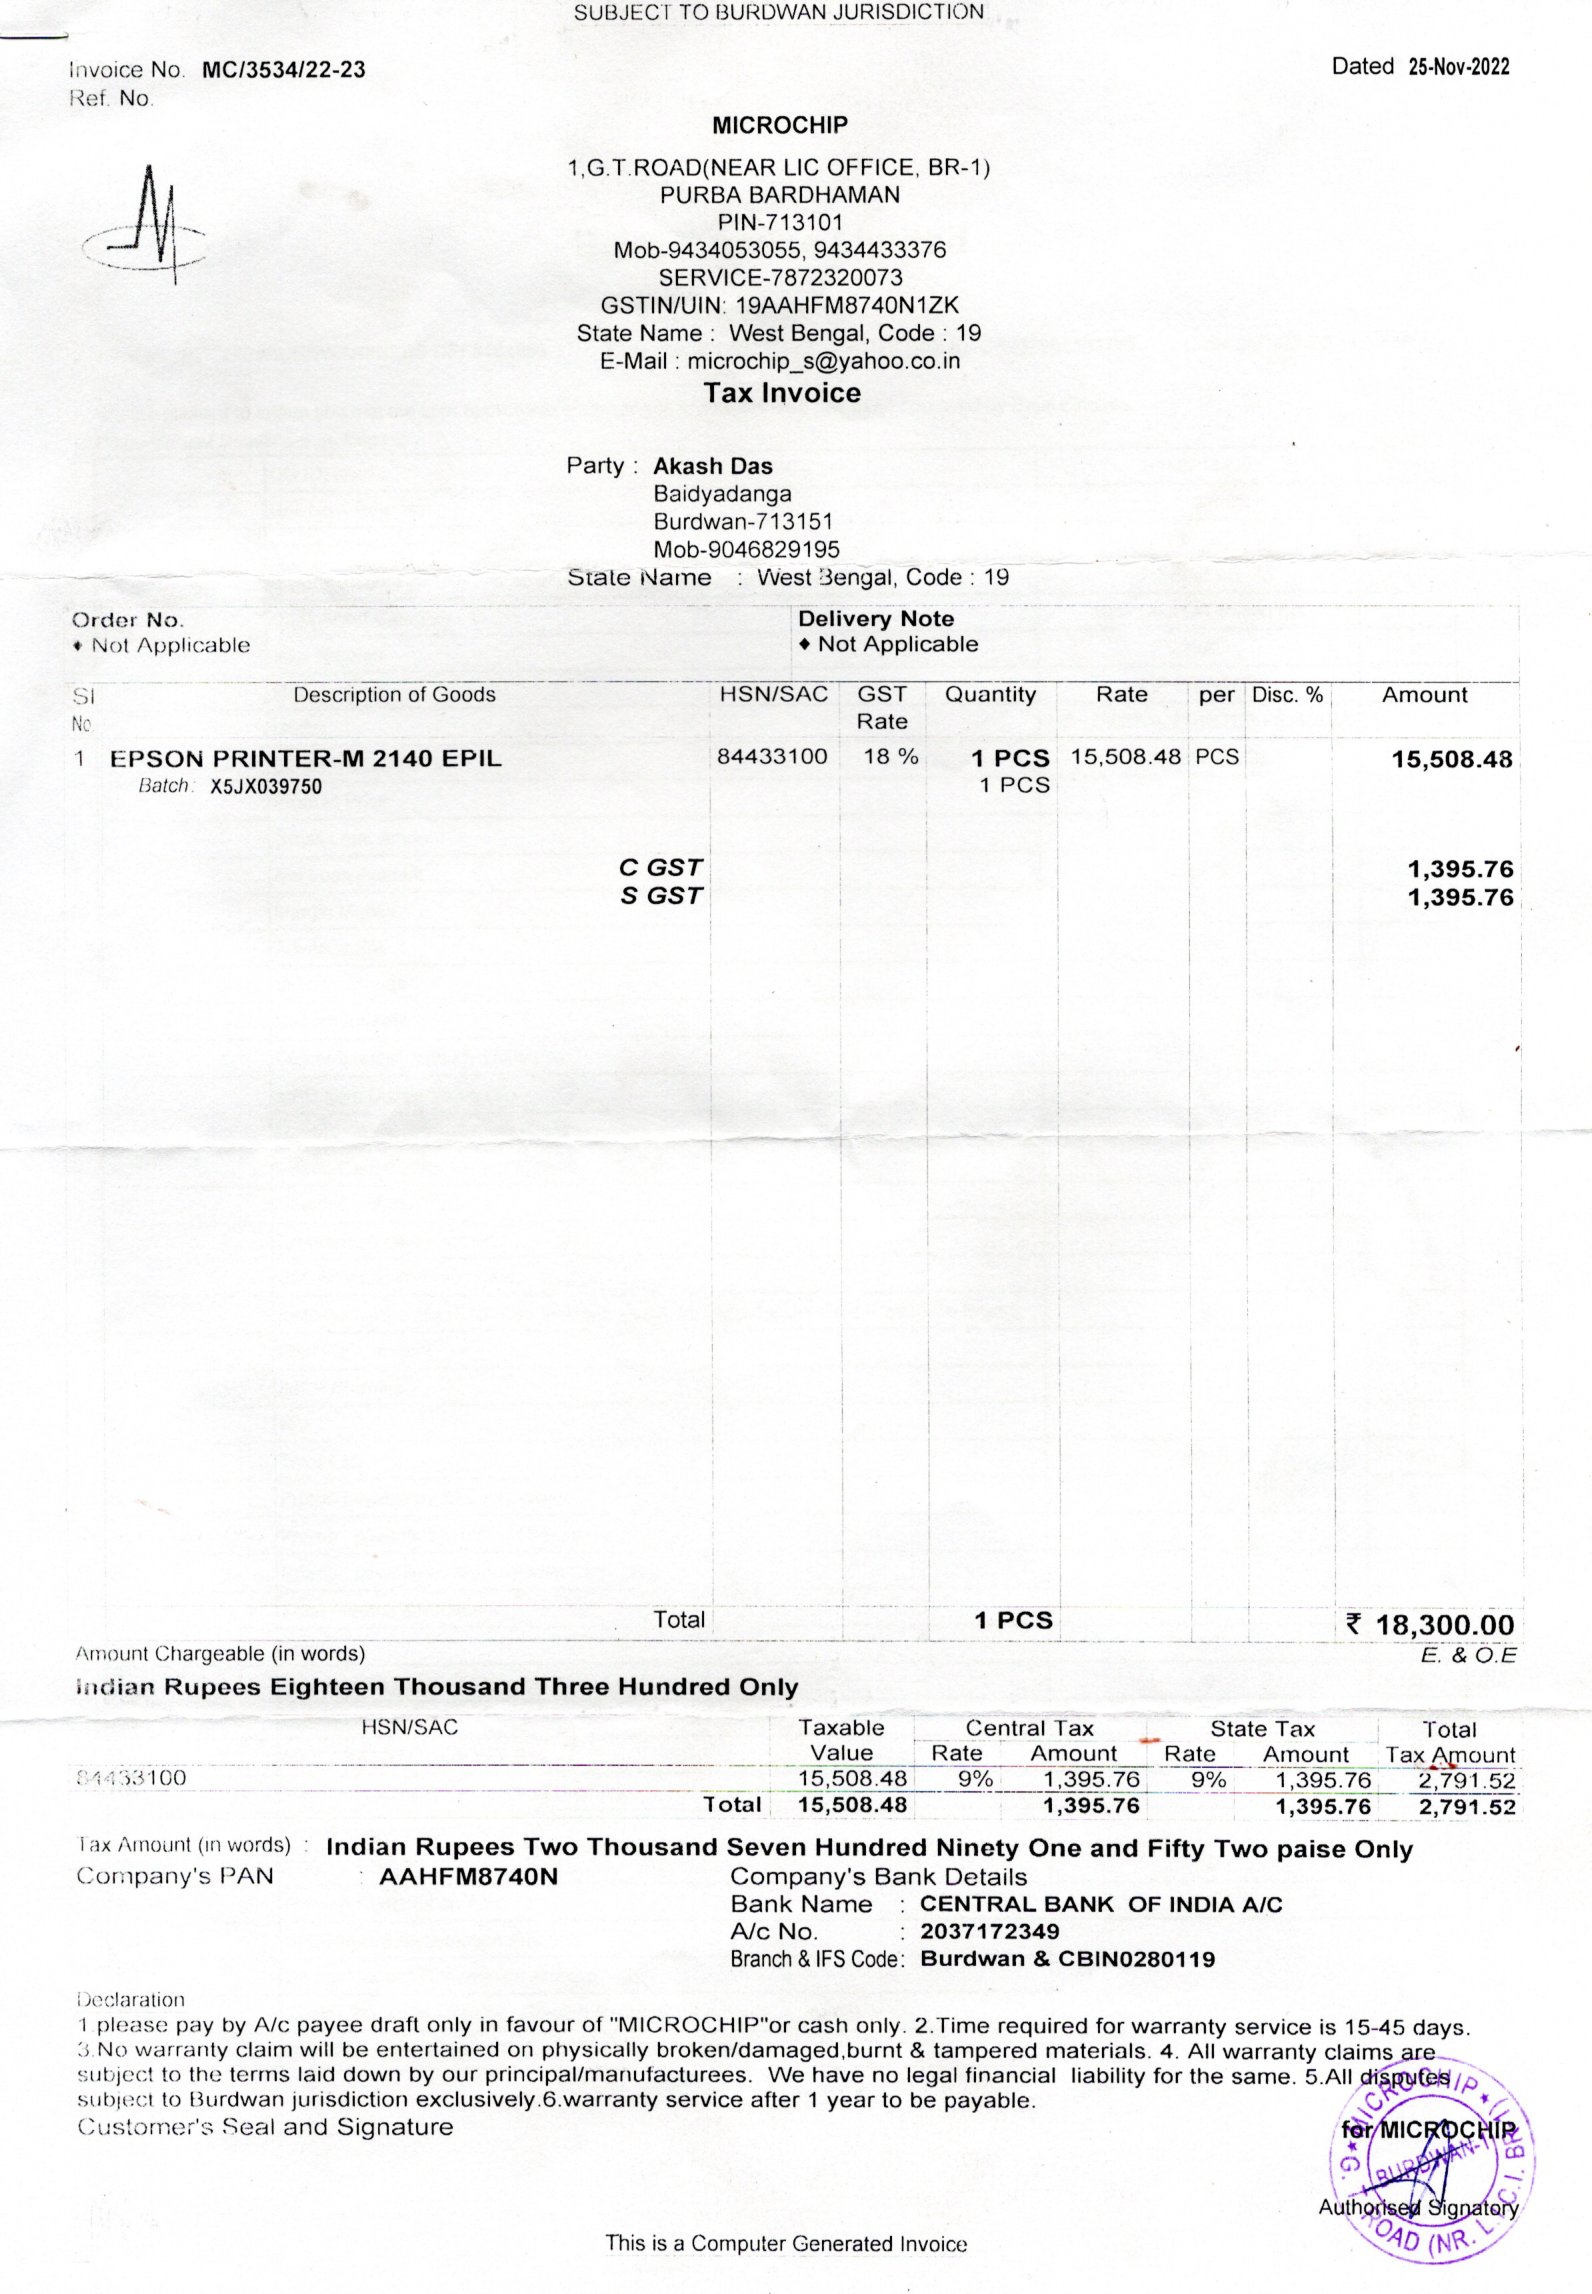 SUBJECT TO BURDWAN JURISDICTION
Invoice No. MC/3534/22-23
Dated 25-Nov-2022
Ref. No.
MICROCHIP
1,G.T.ROAD(NEAR LIC OFFICE, BR-1)
PURBA BARDHAMAN
PIN-713101
Mob-9434053055, 9434433376
SERVICE-7872320073
GSTIN/UIN: 19AAHFM8740N1ZK
State Name : West Bengal, Code : 19
E-Mail : microchip_s@yahoo.co.in
Tax Invoice
Party : Akash Das
Baidyadanga
Burdwan-713151
Mob-9046829195
State Name : West Bengal, Code : 19
Order No. Delivery Note
♦ Not Applicable ♦ Not Applicable
Sl Description of Goods HSN/SAC GST Quantity Rate per Disc. % Amount
No Rate
1 EPSON PRINTER-M 2140 EPIL 84433100 18 % 1 PCS 15,508.48 PCS 15,508.48
Batch: X5JX039750 1 PCS
C GST 1,395.76
S GST 1,395.76
Total 1 PCS ₹ 18,300.00
Amount Chargeable (in words) E. & O.E
Indian Rupees Eighteen Thousand Three Hundred Only
HSN/SAC Taxable Central Tax State Tax Total
Value Rate Amount Rate Amount Tax Amount
84433100 15,508.48 9% 1,395.76 9% 1,395.76 2,791.52
Total 15,508.48 1,395.76 1,395.76 2,791.52
Tax Amount (in words) : Indian Rupees Two Thousand Seven Hundred Ninety One and Fifty Two paise Only
Company's PAN : AAHFM8740N Company's Bank Details
Bank Name : CENTRAL BANK OF INDIA A/C
A/c No. : 2037172349
Branch & IFS Code: Burdwan & CBIN0280119
Declaration
1.please pay by A/c payee draft only in favour of "MICROCHIP"or cash only. 2.Time required for warranty service is 15-45 days.
3.No warranty claim will be entertained on physically broken/damaged,burnt & tampered materials. 4. All warranty claims are
subject to the terms laid down by our principal/manufacturees. We have no legal financial liability for the same. 5.All disputes
subject to Burdwan jurisdiction exclusively.6.warranty service after 1 year to be payable.
Customer's Seal and Signature
for MICROCHIP
MICROCHIP ★ (L.I.C.I. BR
BURDWAN-1
Authorised Signatory
ROAD (NR.
This is a Computer Generated Invoice